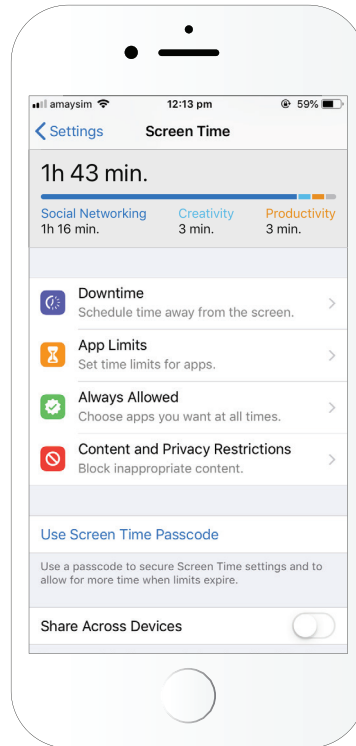 amaysim 12:13 pm 59%
Settings Screen Time
1h 43 min.
Social Networking Creativity Productivity
1h 16 min. 3 min. 3 min.
Downtime
Schedule time away from the screen.
App Limits
Set time limits for apps.
Always Allowed
Choose apps you want at all times.
Content and Privacy Restrictions
Block inappropriate content.
Use Screen Time Passcode
Use a passcode to secure Screen Time settings and to
allow for more time when limits expire.
Share Across Devices